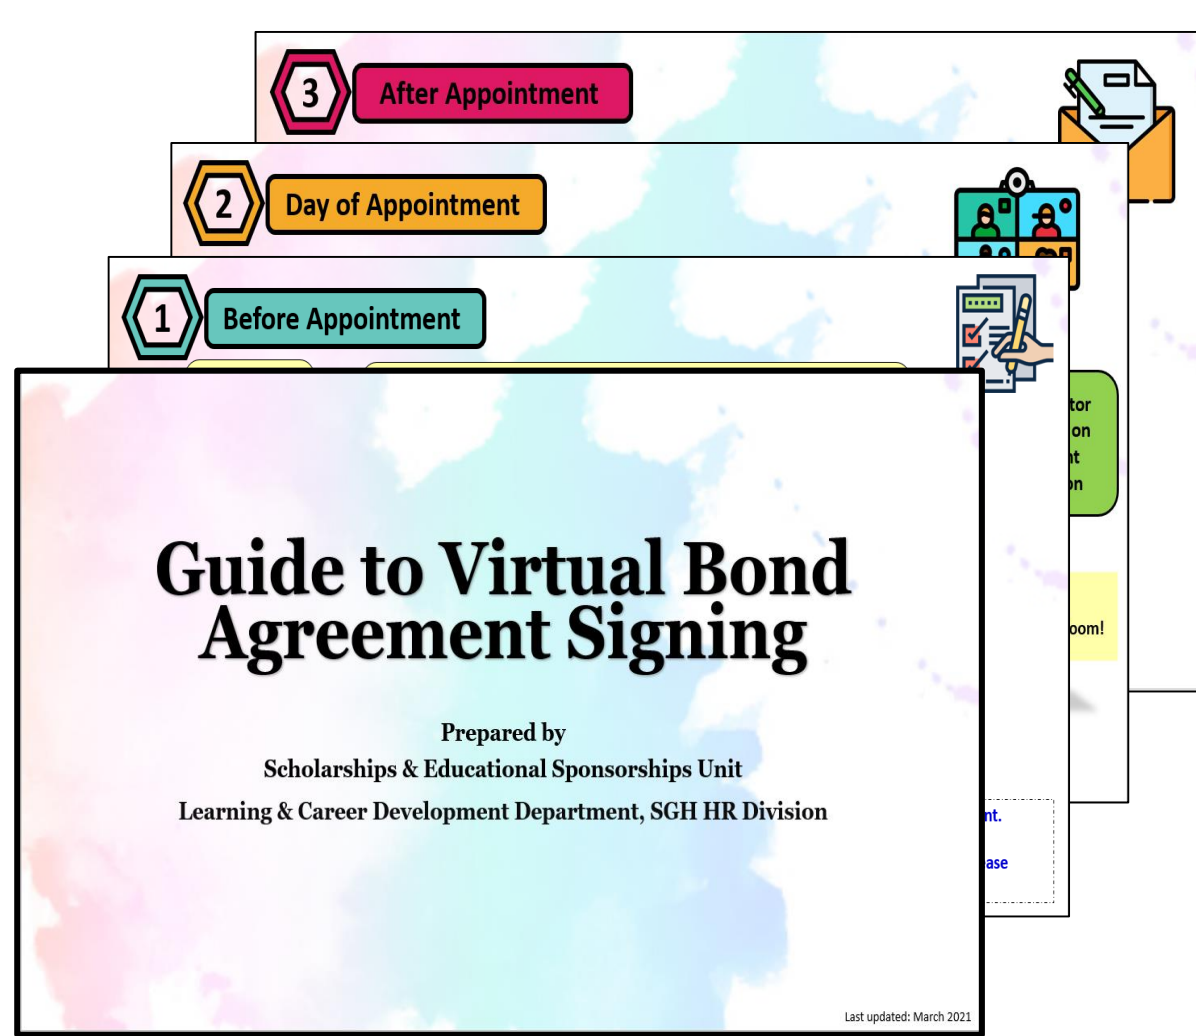 3
After Appointment
2
Day of Appointment
1
Before Appointment
on
Guide to Virtual Bond
Agreement Signing
Prepared by
Scholarships & Educational Sponsorships Unit
Learning & Career Development Department, SGH HR Division
Last updated: March 2021